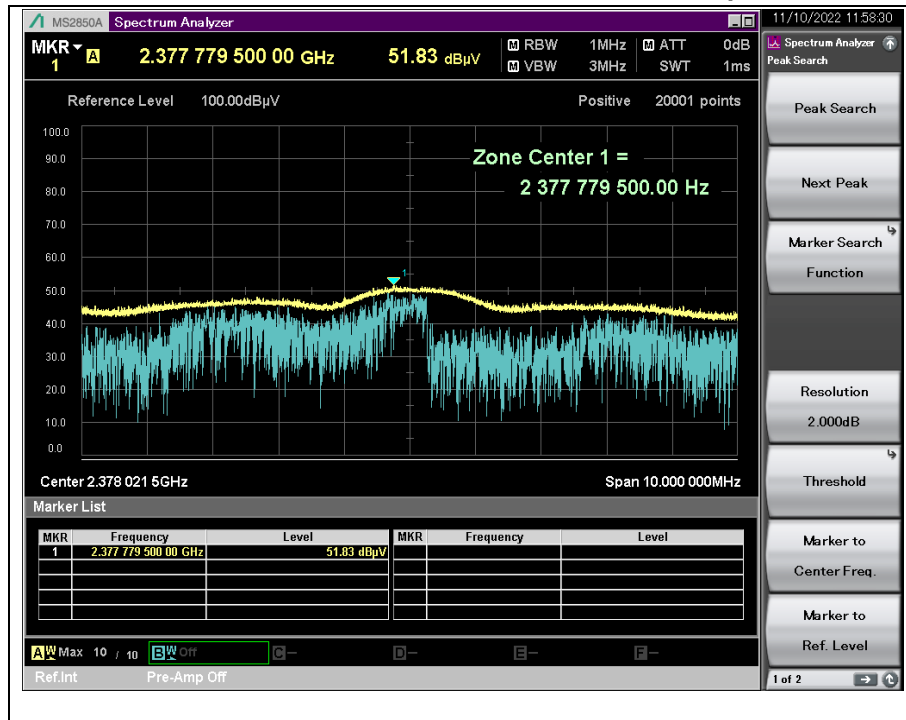 MS2850A Spectrum Analyzer
11/10/2022 11:58:30
MKR 1 A 2.377 779 500 00 GHz 51.83 dBµV
M RBW 1MHz M ATT 0dB
M VBW 3MHz SWT 1ms
Reference Level 100.00dBµV Positive 20001 points
100.0
90.0
80.0
70.0
60.0
50.0
40.0
30.0
20.0
10.0
0.0
Zone Center 1 =
2 377 779 500.00 Hz
1
Center 2.378 021 5GHz Span 10.000 000MHz
Marker List
MKR Frequency Level MKR Frequency Level
1 2.377 779 500 00 GHz 51.83 dBµV
A W Max 10 / 10 B W Off C – D – E – F –
Ref.Int Pre-Amp Off
Spectrum Analyzer
Peak Search
Peak Search
Next Peak
Marker Search
Function
Resolution
2.000dB
Threshold
Marker to
Center Freq.
Marker to
Ref. Level
1 of 2